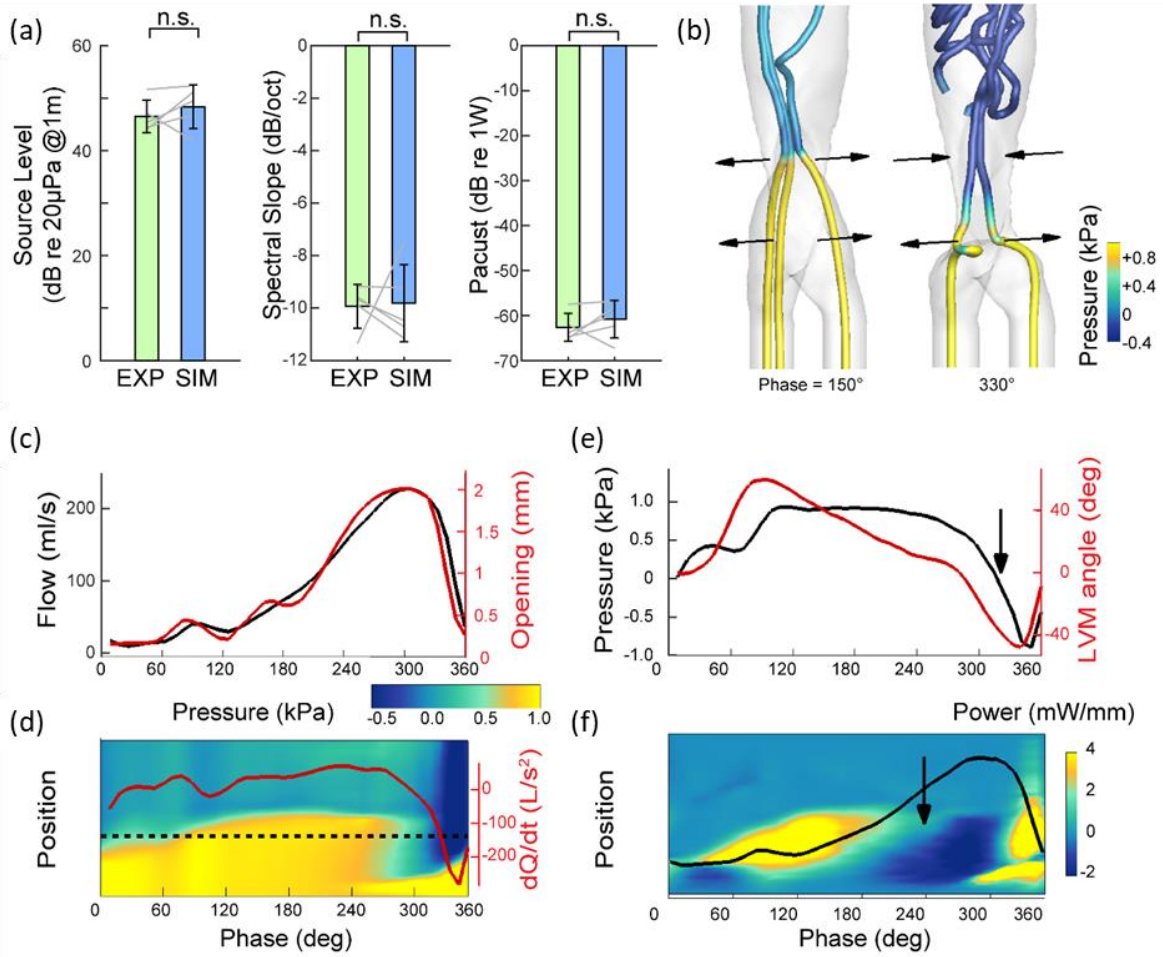 (a)
n.s.
n.s.
n.s.
Source Level
(dB re 20µPa @1m)
60
40
20
0
EXP SIM
Spectral Slope (dB/oct)
0
-2
-4
-6
-8
-10
-12
EXP SIM
Pacust (dB re 1W)
0
-10
-20
-30
-40
-50
-60
-70
EXP SIM
(b)
Pressure (kPa)
+0.8
+0.4
0
-0.4
Phase = 150°
330°
(c)
Flow (ml/s)
200
100
0
Opening (mm)
2
1.5
1
0.5
0
0 60 120 180 240 300 360
(e)
Pressure (kPa)
1.0
0.5
0
-0.5
-1.0
LVM angle (deg)
40
0
-40
0 60 120 180 240 300 360
(d)
Pressure (kPa)
-0.5 0.0 0.5 1.0
Position
dQ/dt (L/s²)
0
-100
-200
0 60 120 180 240 300 360
Phase (deg)
(f)
Power (mW/mm)
4
2
0
-2
Position
0 60 120 180 240 300 360
Phase (deg)